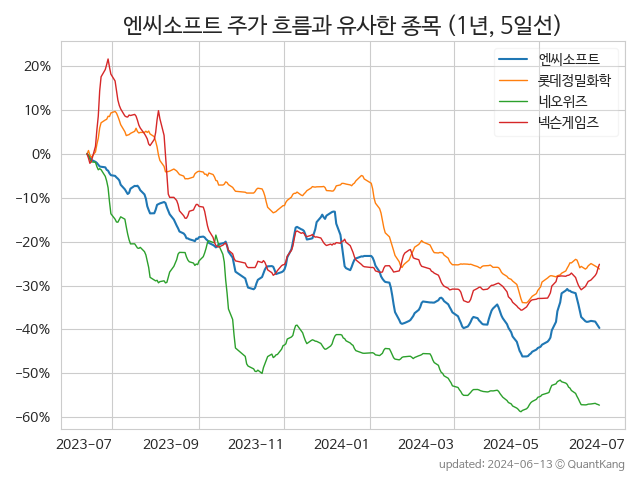 엔씨소프트 주가 흐름과 유사한 종목 (1년, 5일선)
엔씨소프트
롯데정밀화학
네오위즈
넥슨게임즈
20%
10%
0%
−10%
−20%
−30%
−40%
−50%
−60%
2023-07 2023-09 2023-11 2024-01 2024-03 2024-05 2024-07
updated: 2024-06-13 © QuantKang